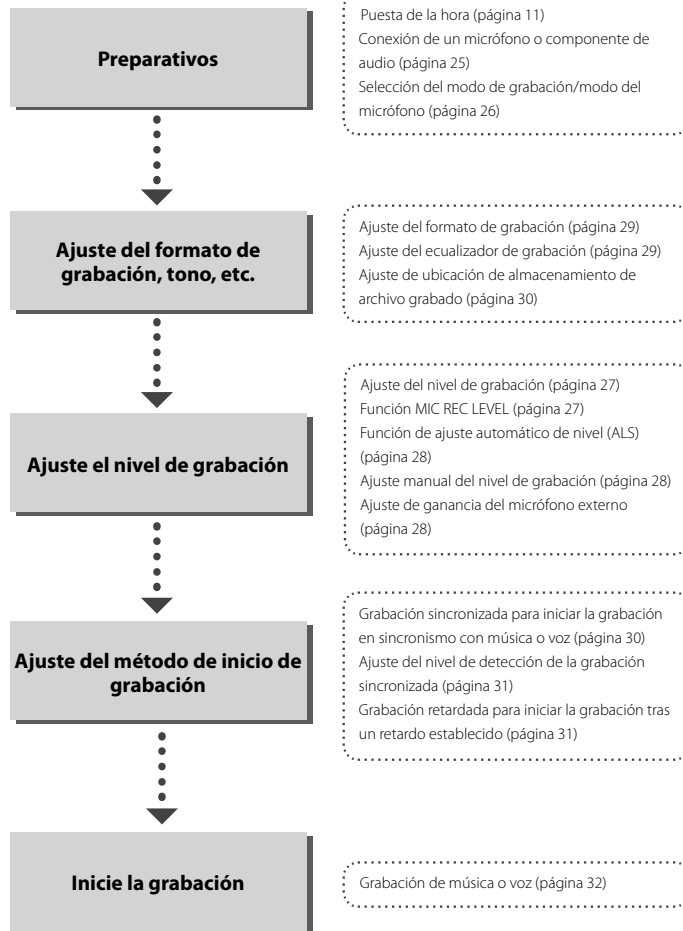 Preparativos
Puesta de la hora (página 11)
Conexión de un micrófono o componente de
audio (página 25)
Selección del modo de grabación/modo del
micrófono (página 26)
Ajuste del formato de
grabación, tono, etc.
Ajuste del formato de grabación (página 29)
Ajuste del ecualizador de grabación (página 29)
Ajuste de ubicación de almacenamiento de
archivo grabado (página 30)
Ajuste el nivel de grabación
Ajuste del nivel de grabación (página 27)
Función MIC REC LEVEL (página 27)
Función de ajuste automático de nivel (ALS)
(página 28)
Ajuste manual del nivel de grabación (página 28)
Ajuste de ganancia del micrófono externo
(página 28)
Ajuste del método de inicio de
grabación
Grabación sincronizada para iniciar la grabación
en sincronismo con música o voz (página 30)
Ajuste del nivel de detección de la grabación
sincronizada (página 31)
Grabación retardada para iniciar la grabación tras
un retardo establecido (página 31)
Inicie la grabación
Grabación de música o voz (página 32)